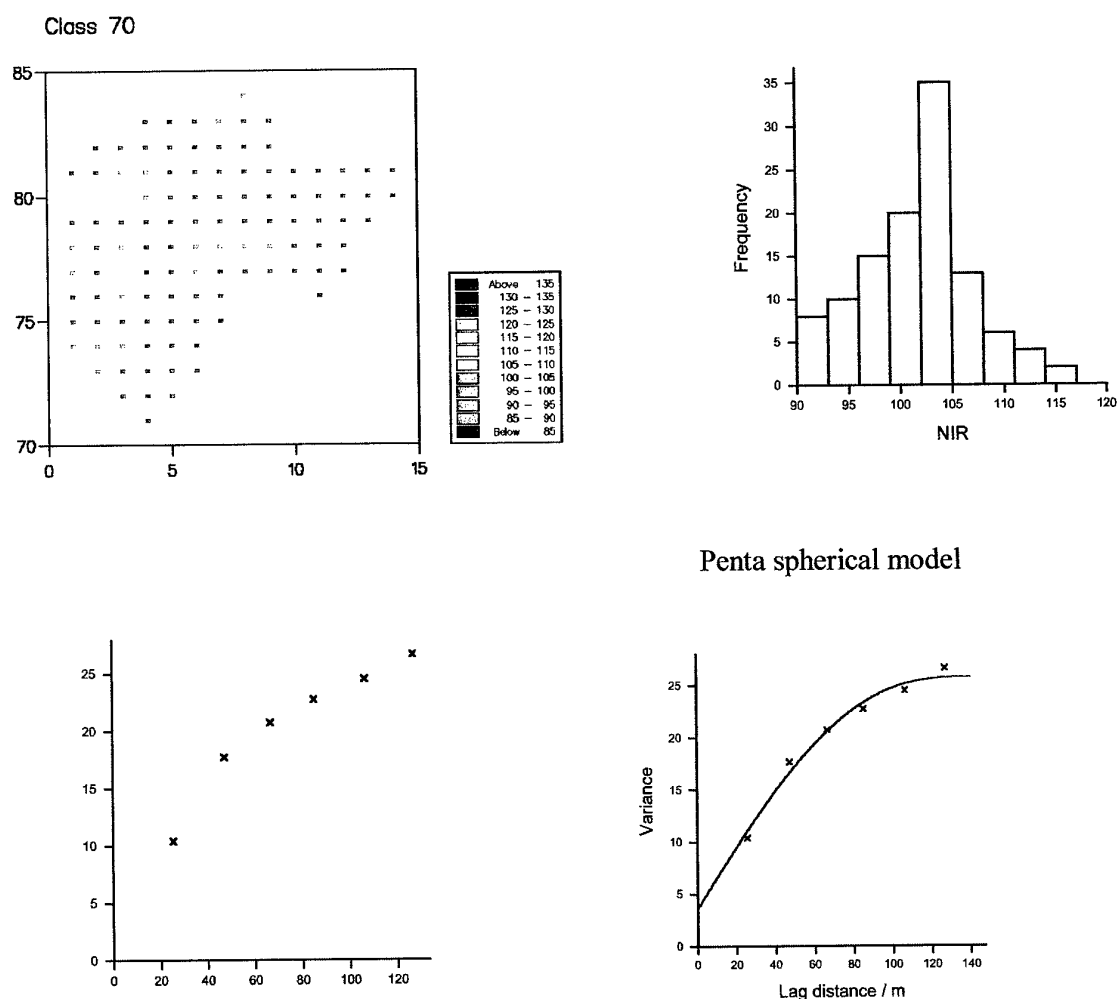 Class 70
85
80
75
70
0 5 10 15
Above 135
130 - 135
125 - 130
120 - 125
115 - 120
110 - 115
105 - 110
100 - 105
95 - 100
90 - 95
85 - 90
Below 85
Frequency
35
30
25
20
15
10
5
0
90 95 100 105 110 115 120
NIR
25
20
15
10
5
0
0 20 40 60 80 100 120
Penta spherical model
Variance
25
20
15
10
5
0
0 20 40 60 80 100 120 140
Lag distance / m